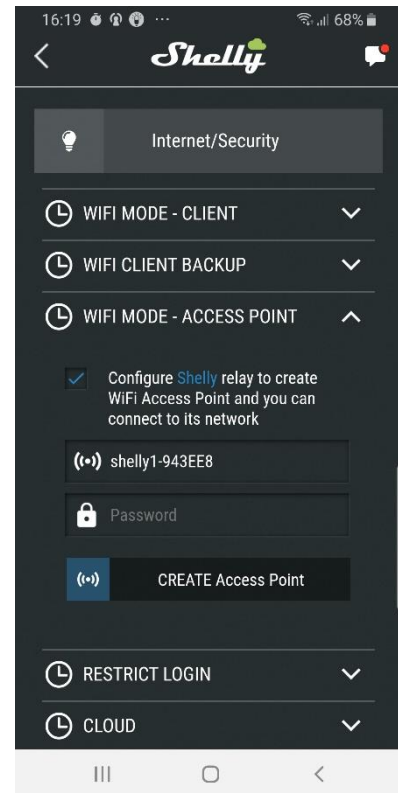 16:19 68%
Shelly
Internet/Security
WIFI MODE - CLIENT
WIFI CLIENT BACKUP
WIFI MODE - ACCESS POINT
Configure Shelly relay to create
WiFi Access Point and you can
connect to its network
shelly1-943EE8
Password
CREATE Access Point
RESTRICT LOGIN
CLOUD